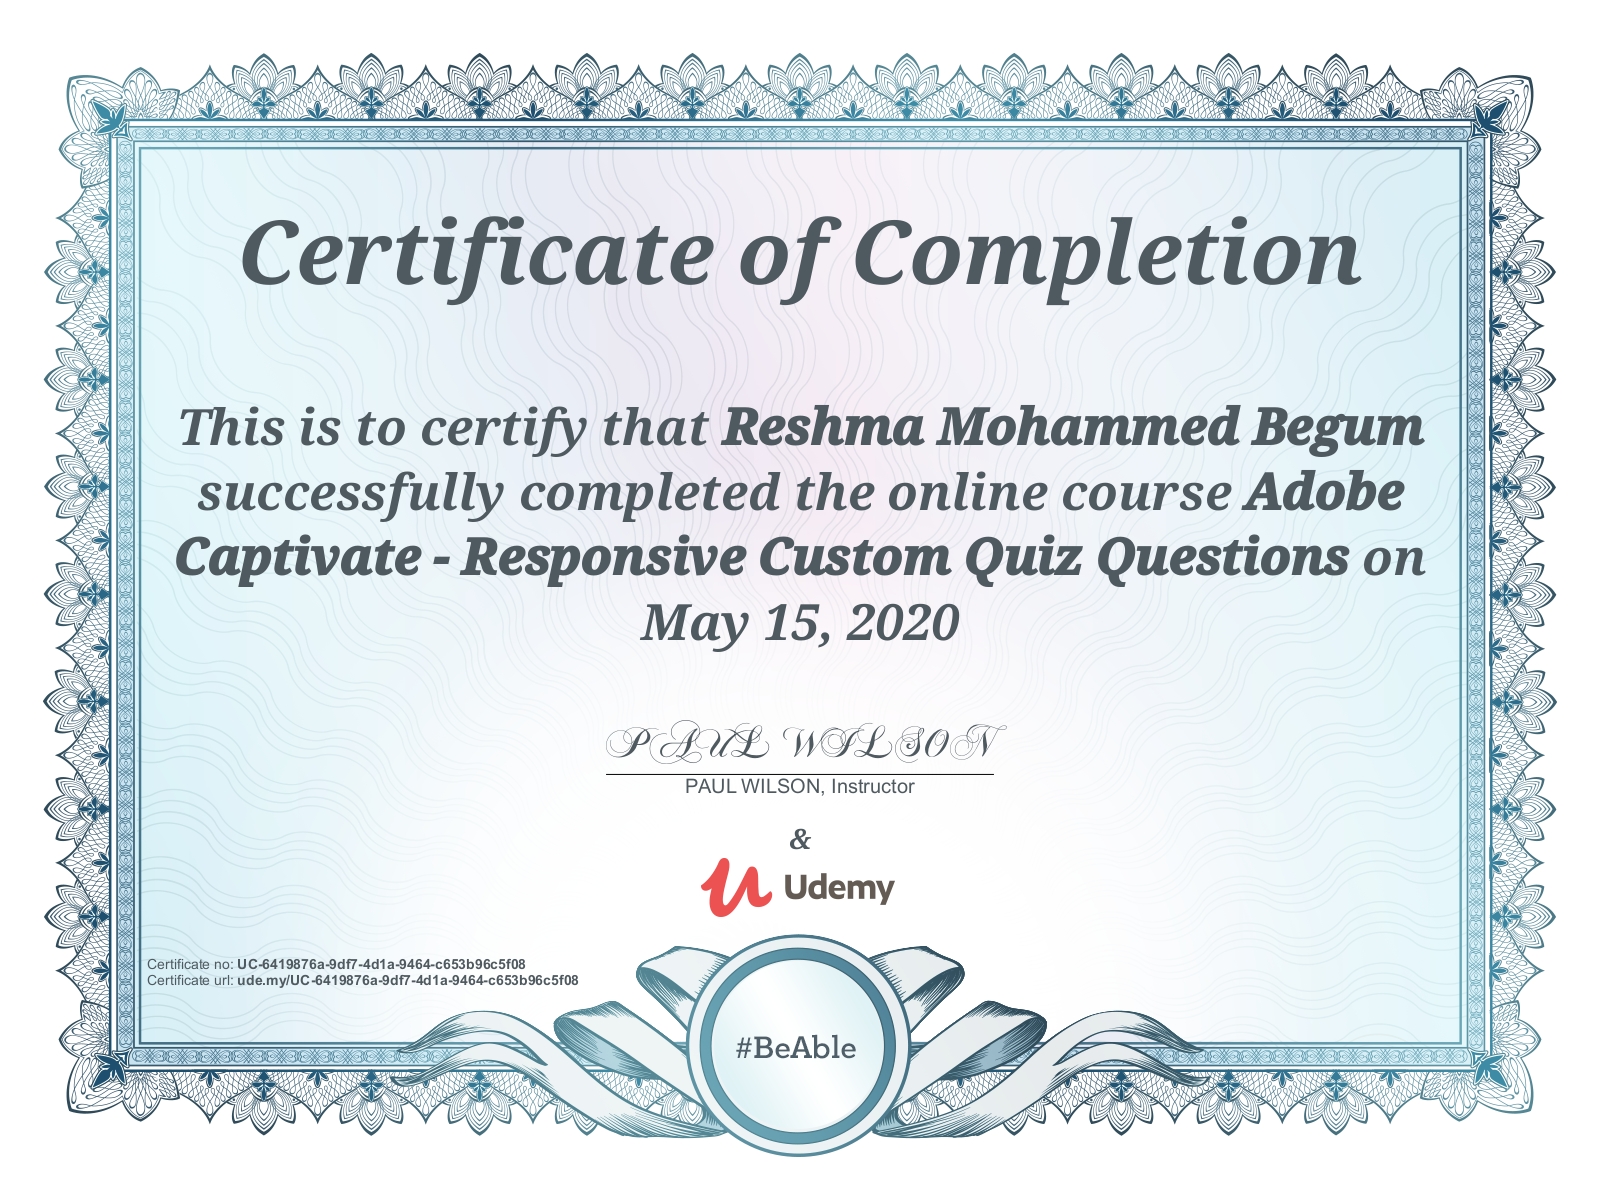 Certificate of Completion
This is to certify that Reshma Mohammed Begum
successfully completed the online course Adobe
Captivate - Responsive Custom Quiz Questions on
May 15, 2020
PAUL WILSON
PAUL WILSON, Instructor
&
Udemy
Certificate no: UC-6419876a-9df7-4d1a-9464-c653b96c5f08
Certificate url: ude.my/UC-6419876a-9df7-4d1a-9464-c653b96c5f08
#BeAble